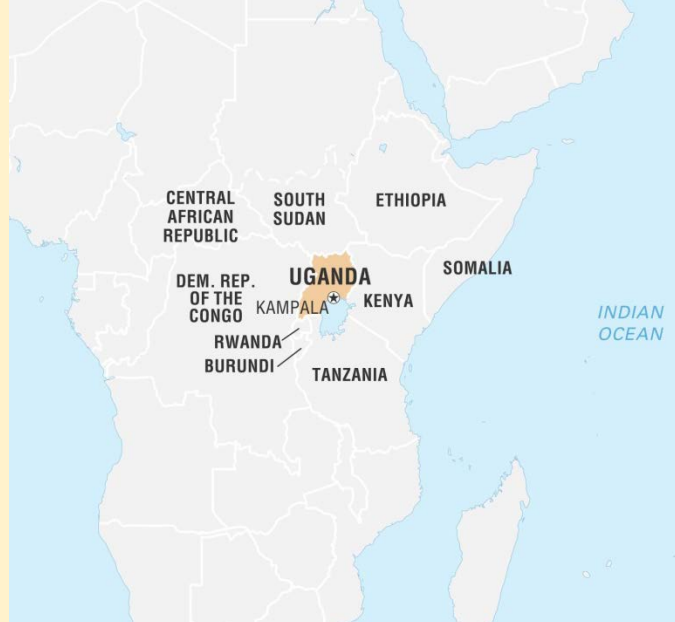 CENTRAL
AFRICAN
REPUBLIC
SOUTH
SUDAN
ETHIOPIA
UGANDA
SOMALIA
DEM. REP.
OF THE
CONGO
KAMPALA
KENYA
INDIAN
OCEAN
RWANDA
BURUNDI
TANZANIA